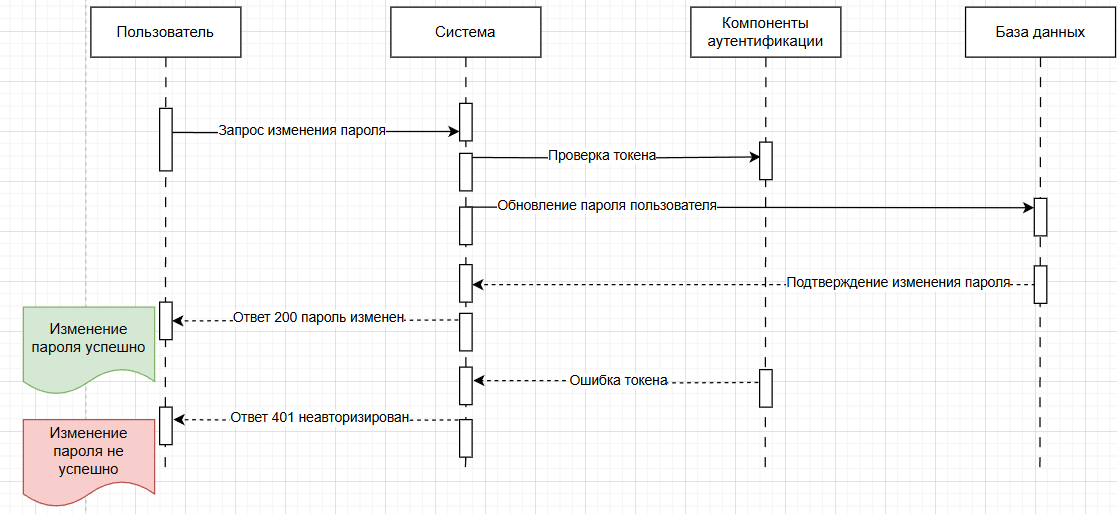 Пользователь
Система
Компоненты
аутентификации
База данных
Запрос изменения пароля
Проверка токена
Обновление пароля пользователя
Подтверждение изменения пароля
Ответ 200 пароль изменен
Изменение
пароля успешно
Ошибка токена
Ответ 401 неавторизирован
Изменение
пароля не
успешно